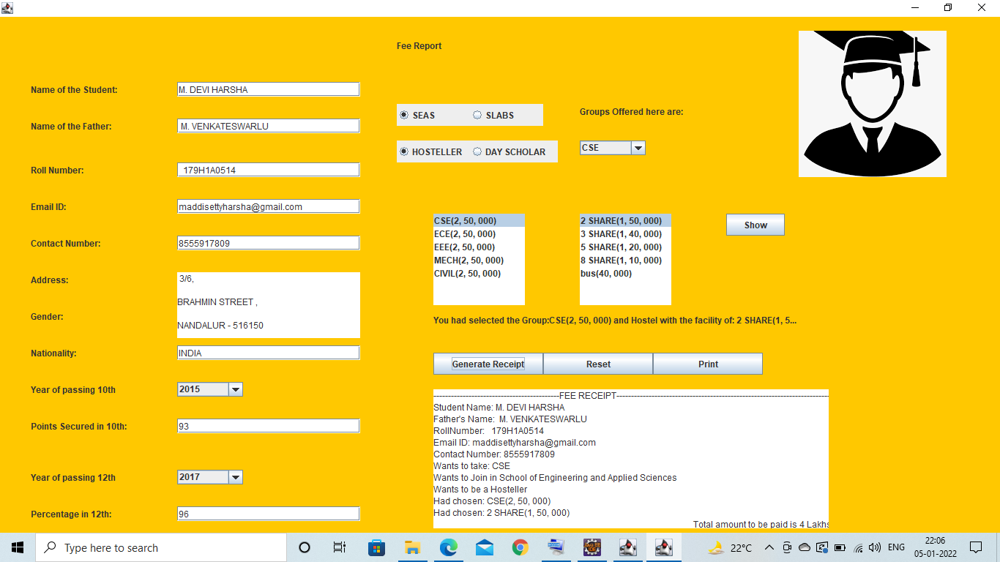 Fee Report
Name of the Student:
M. DEVI HARSHA
Name of the Father:
M. VENKATESWARLU
Roll Number:
179H1A0514
Email ID:
maddisettyharsha@gmail.com
Contact Number:
8555917809
Address:
3/6,
BRAHMIN STREET ,
NANDALUR - 516150
Gender:
Nationality:
INDIA
Year of passing 10th
2015
Points Secured in 10th:
93
Year of passing 12th
2017
Percentage in 12th:
96
SEAS
SLABS
HOSTELLER
DAY SCHOLAR
Groups Offered here are:
CSE
CSE(2, 50, 000)
ECE(2, 50, 000)
EEE(2, 50, 000)
MECH(2, 50, 000)
CIVIL(2, 50, 000)
2 SHARE(1, 50, 000)
3 SHARE(1, 40, 000)
5 SHARE(1, 20, 000)
8 SHARE(1, 10, 000)
bus(40, 000)
Show
You had selected the Group:CSE(2, 50, 000) and Hostel with the facility of: 2 SHARE(1, 5...
Generate Receipt
Reset
Print
FEE RECEIPT
Student Name: M. DEVI HARSHA
Father's Name: M. VENKATESWARLU
RollNumber: 179H1A0514
Email ID: maddisettyharsha@gmail.com
Contact Number: 8555917809
Wants to take: CSE
Wants to Join in School of Engineering and Applied Sciences
Wants to be a Hosteller
Had chosen: CSE(2, 50, 000)
Had chosen: 2 SHARE(1, 50, 000)
Total amount to be paid is 4 Lakhs
Type here to search
22°C
ENG
22:06
05-01-2022